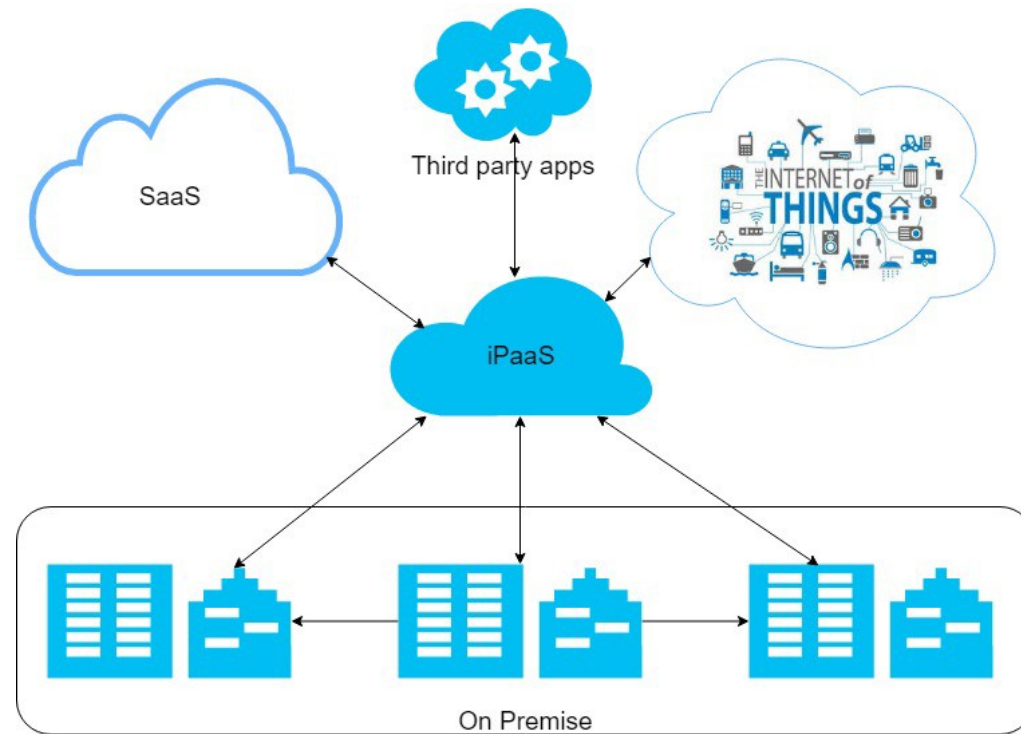 Third party apps
SaaS
THE
INTERNET of
THINGS
iPaaS
On Premise